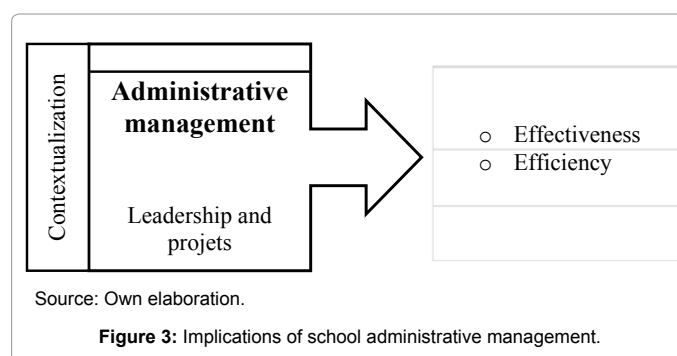 Contextualization
Administrative
management
Leadership and
projets
o Effectiveness
o Efficiency
Source: Own elaboration.
Figure 3: Implications of school administrative management.